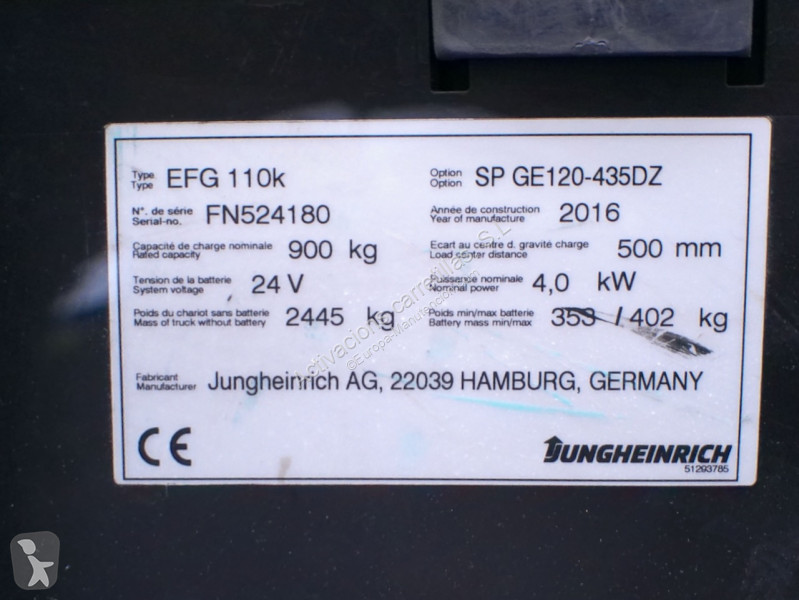 Type EFG 110k Option SP GE120-435DZ
Type Option
N°. de série FN524180 Année de construction 2016
Serial-no. Year of manufacture
Capacité de charge nominale 900 kg Ecart au centre d. gravité charge 500 mm
Rated capacity Load center distance
Tension de la batterie 24 V Puissance nominale 4,0 kW
System voltage Nominal power
Poids du chariot sans batterie 2445 kg Poids min/max batterie 353 / 402 kg
Mass of truck without battery Battery mass min/max
Fabricant Jungheinrich AG, 22039 HAMBURG, GERMANY
Manufacturer
CE JUNGHEINRICH
51293785